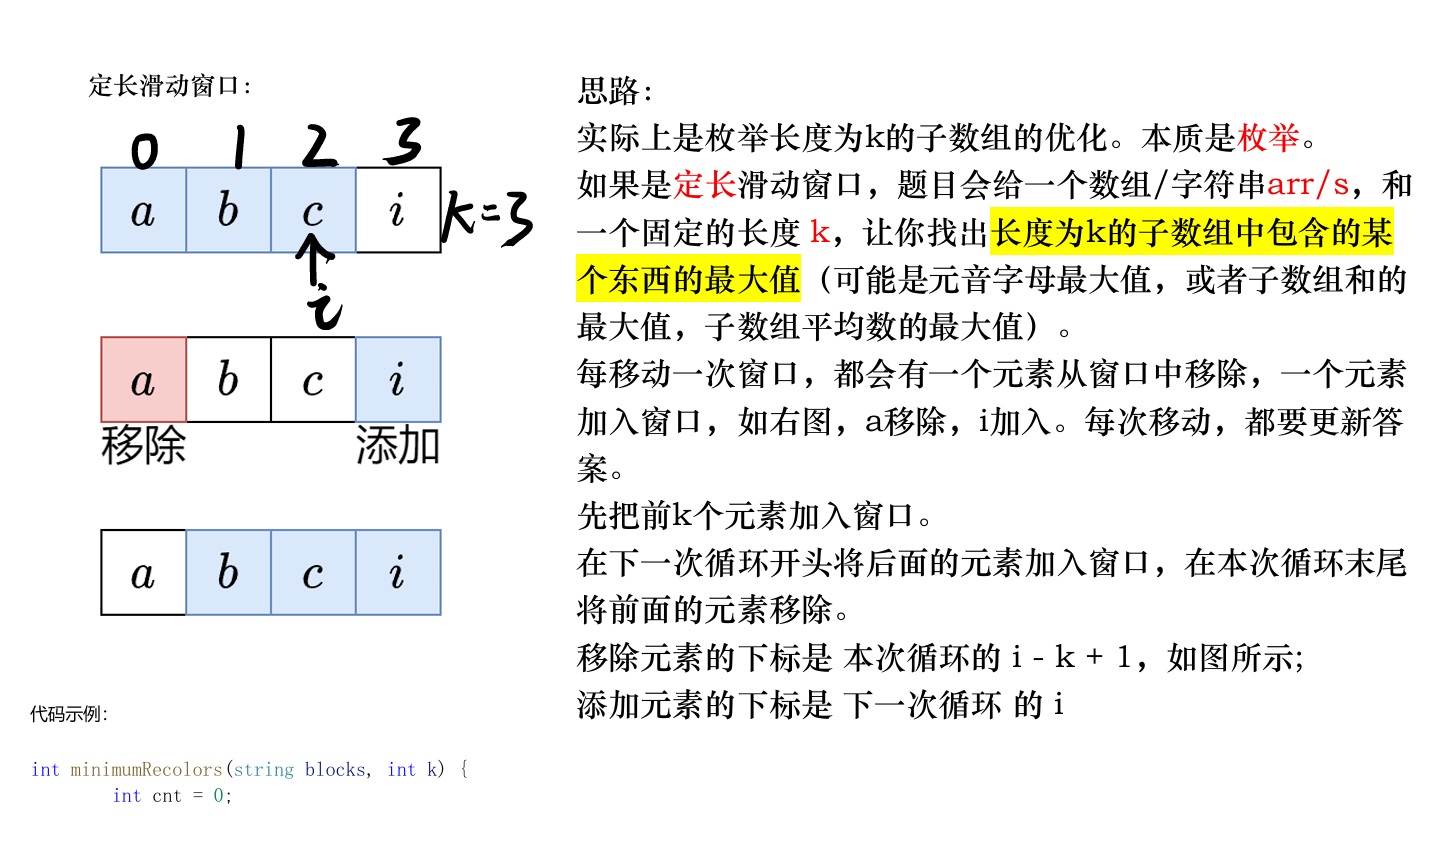 定长滑动窗口：
0 1 2 3
a b c i k=3
i
a b c i
移除 添加
a b c i
代码示例：
int minimumRecolors(string blocks, int k) {
int cnt = 0;
思路：
实际上是枚举长度为k的子数组的优化。本质是枚举。
如果是定长滑动窗口，题目会给一个数组/字符串arr/s，和
一个固定的长度 k，让你找出长度为k的子数组中包含的某
个东西的最大值（可能是元音字母最大值，或者子数组和的
最大值，子数组平均数的最大值）。
每移动一次窗口，都会有一个元素从窗口中移除，一个元素
加入窗口，如右图，a移除，i加入。每次移动，都要更新答
案。
先把前k个元素加入窗口。
在下一次循环开头将后面的元素加入窗口，在本次循环末尾
将前面的元素移除。
移除元素的下标是 本次循环的 i - k + 1，如图所示;
添加元素的下标是 下一次循环 的 i